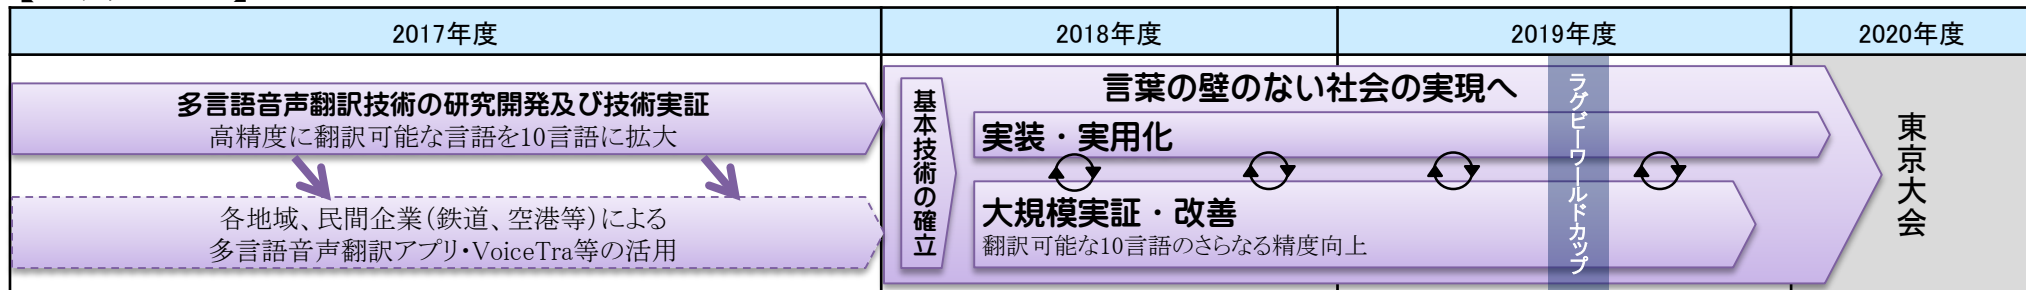 2017年度
2018年度
2019年度
2020年度
多言語音声翻訳技術の研究開発及び技術実証
高精度に翻訳可能な言語を10言語に拡大
各地域、民間企業（鉄道、空港等）による
多言語音声翻訳アプリ・VoiceTra等の活用
基本技術の確立
言葉の壁のない社会の実現へ
実装・実用化
大規模実証・改善
翻訳可能な10言語のさらなる精度向上
ラグビーワールドカップ
東京大会